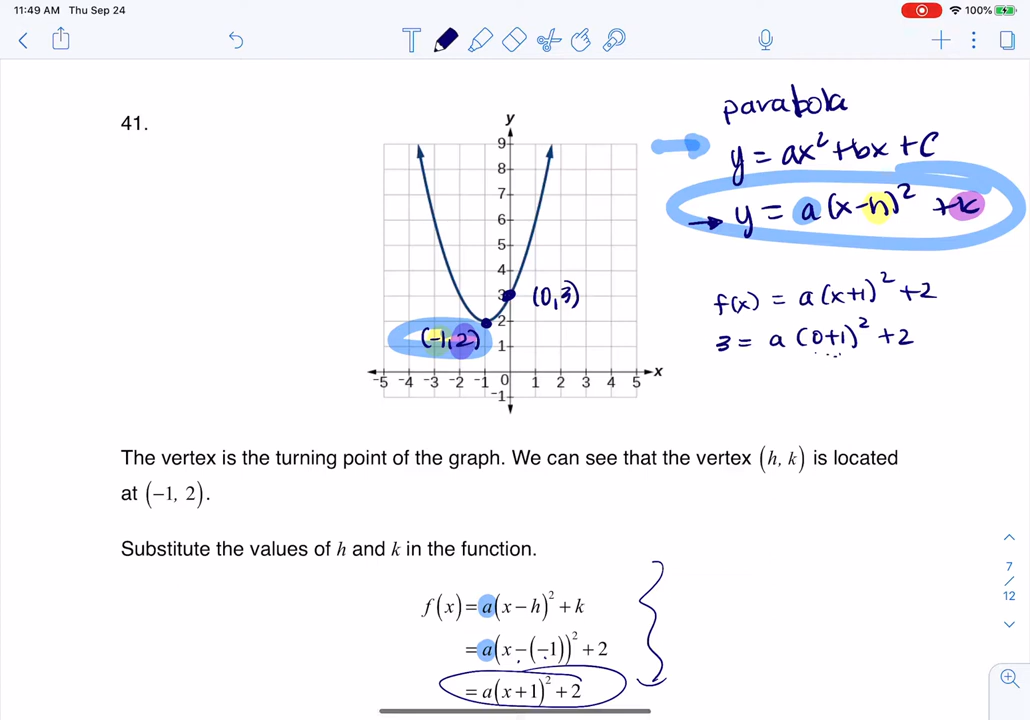 11:49 AM Thu Sep 24
100%
T
parabola
41.
y
y = ax² + bx + C
y = a(x-h)² + k
9
8
7
6
5
4
3
2
1
(0,3)
(-1,2)
f(x) = a(x+1)² + 2
3 = a(0+1)² + 2
-5 -4 -3 -2 -1 0 1 2 3 4 5 x
-1
The vertex is the turning point of the graph. We can see that the vertex (h, k) is located
at (−1, 2).
Substitute the values of h and k in the function.
7
/
12
f(x) = a(x − h)² + k
= a(x − (−1))² + 2
= a(x + 1)² + 2